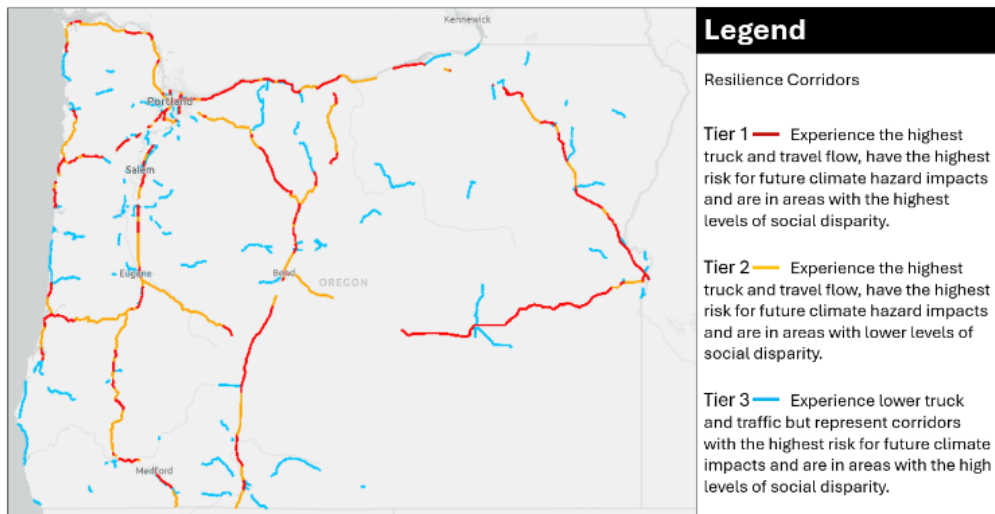 Kennewick
Portland
Salem
Eugene
Bend
OREGON
Medford
Legend
Resilience Corridors
Tier 1 Experience the highest
truck and travel flow, have the highest
risk for future climate hazard impacts
and are in areas with the highest
levels of social disparity.
Tier 2 Experience the highest
truck and travel flow, have the highest
risk for future climate hazard impacts
and are in areas with lower levels of
social disparity.
Tier 3 Experience lower truck
and traffic but represent corridors
with the highest risk for future climate
impacts and are in areas with the high
levels of social disparity.